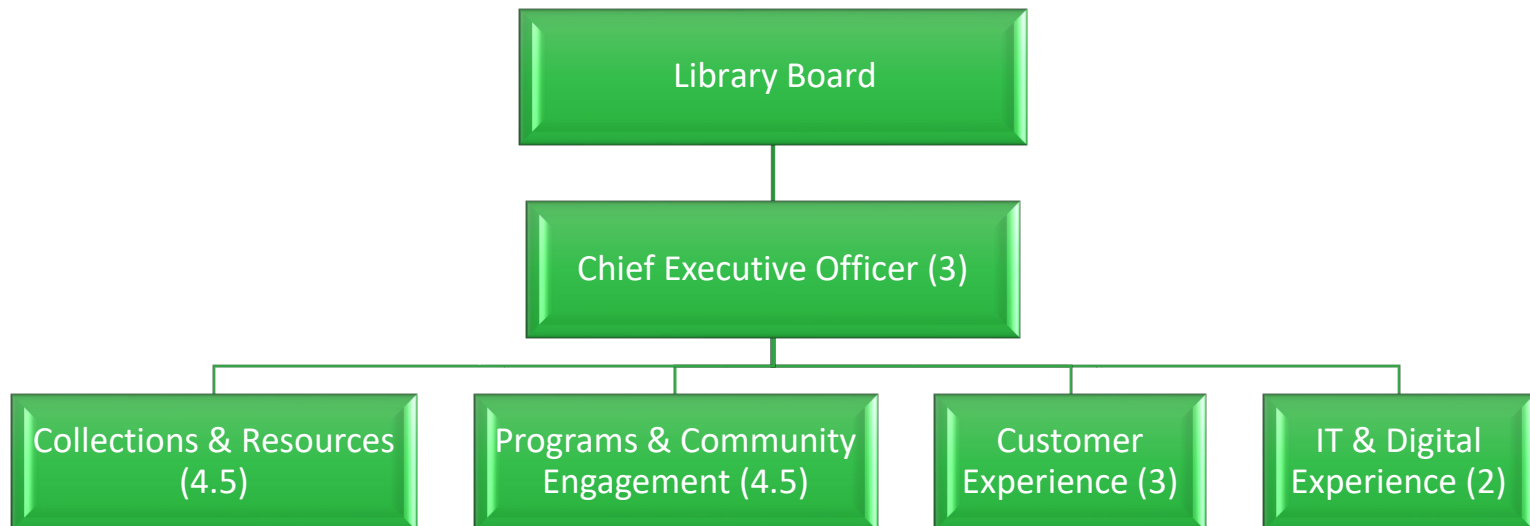 Library Board
Chief Executive Officer (3)
Collections & Resources
(4.5)
Programs & Community
Engagement (4.5)
Customer
Experience (3)
IT & Digital
Experience (2)